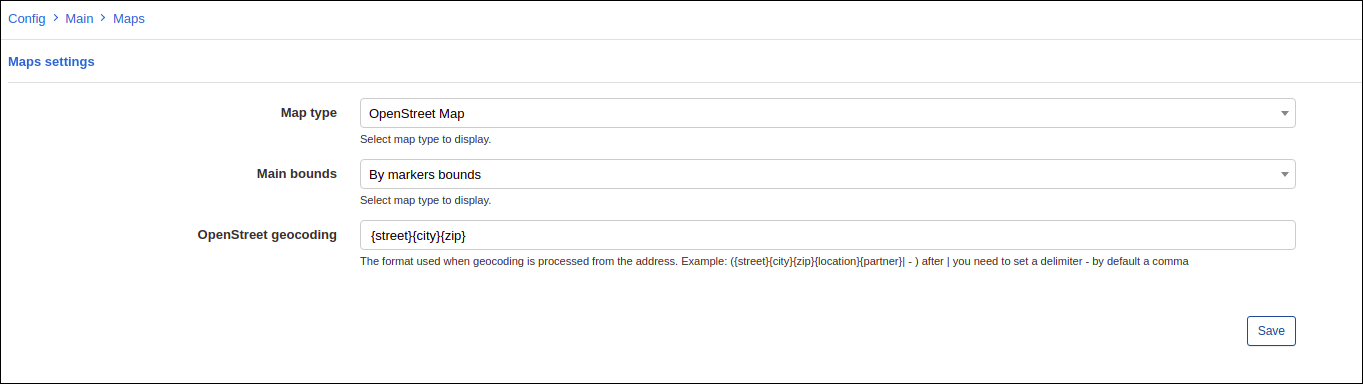 Config > Main > Maps
Maps settings
Map type OpenStreet Map
Select map type to display.
Main bounds By markers bounds
Select map type to display.
OpenStreet geocoding {street}{city}{zip}
The format used when geocoding is processed from the address. Example: ({street}{city}{zip}{location}{partner}| - ) after | you need to set a delimiter - by default a comma
Save